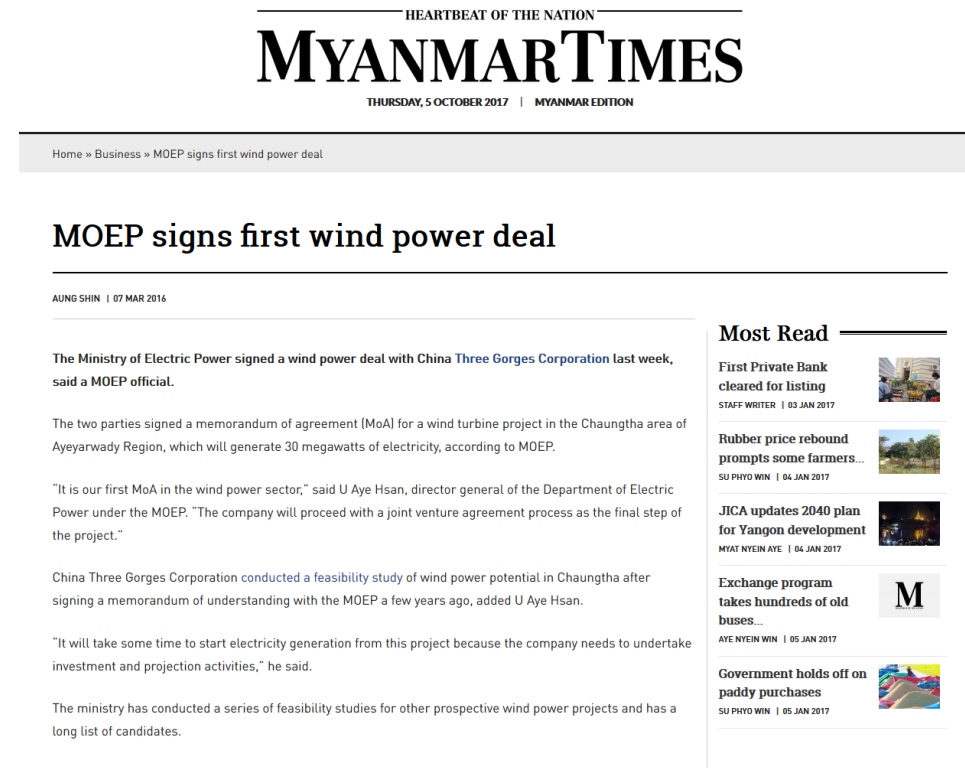 HEARTBEAT OF THE NATION
MYANMARTIMES
THURSDAY, 5 OCTOBER 2017 | MYANMAR EDITION
Home » Business » MOEP signs first wind power deal
MOEP signs first wind power deal
AUNG SHIN | 07 MAR 2016
The Ministry of Electric Power signed a wind power deal with China Three Gorges Corporation last week,
said a MOEP official.
The two parties signed a memorandum of agreement (MoA) for a wind turbine project in the Chaungtha area of
Ayeyarwady Region, which will generate 30 megawatts of electricity, according to MOEP.
"It is our first MoA in the wind power sector," said U Aye Hsan, director general of the Department of Electric
Power under the MOEP. "The company will proceed with a joint venture agreement process as the final step of
the project."
China Three Gorges Corporation conducted a feasibility study of wind power potential in Chaungtha after
signing a memorandum of understanding with the MOEP a few years ago, added U Aye Hsan.
"It will take some time to start electricity generation from this project because the company needs to undertake
investment and projection activities," he said.
The ministry has conducted a series of feasibility studies for other prospective wind power projects and has a
long list of candidates.
Most Read
First Private Bank
cleared for listing
STAFF WRITER | 03 JAN 2017
Rubber price rebound
prompts some farmers...
SU PHYO WIN | 04 JAN 2017
JICA updates 2040 plan
for Yangon development
MYAT NYEIN AYE | 04 JAN 2017
Exchange program
takes hundreds of old
buses...
AYE NYEIN WIN | 05 JAN 2017
M
Government holds off on
paddy purchases
SU PHYO WIN | 05 JAN 2017